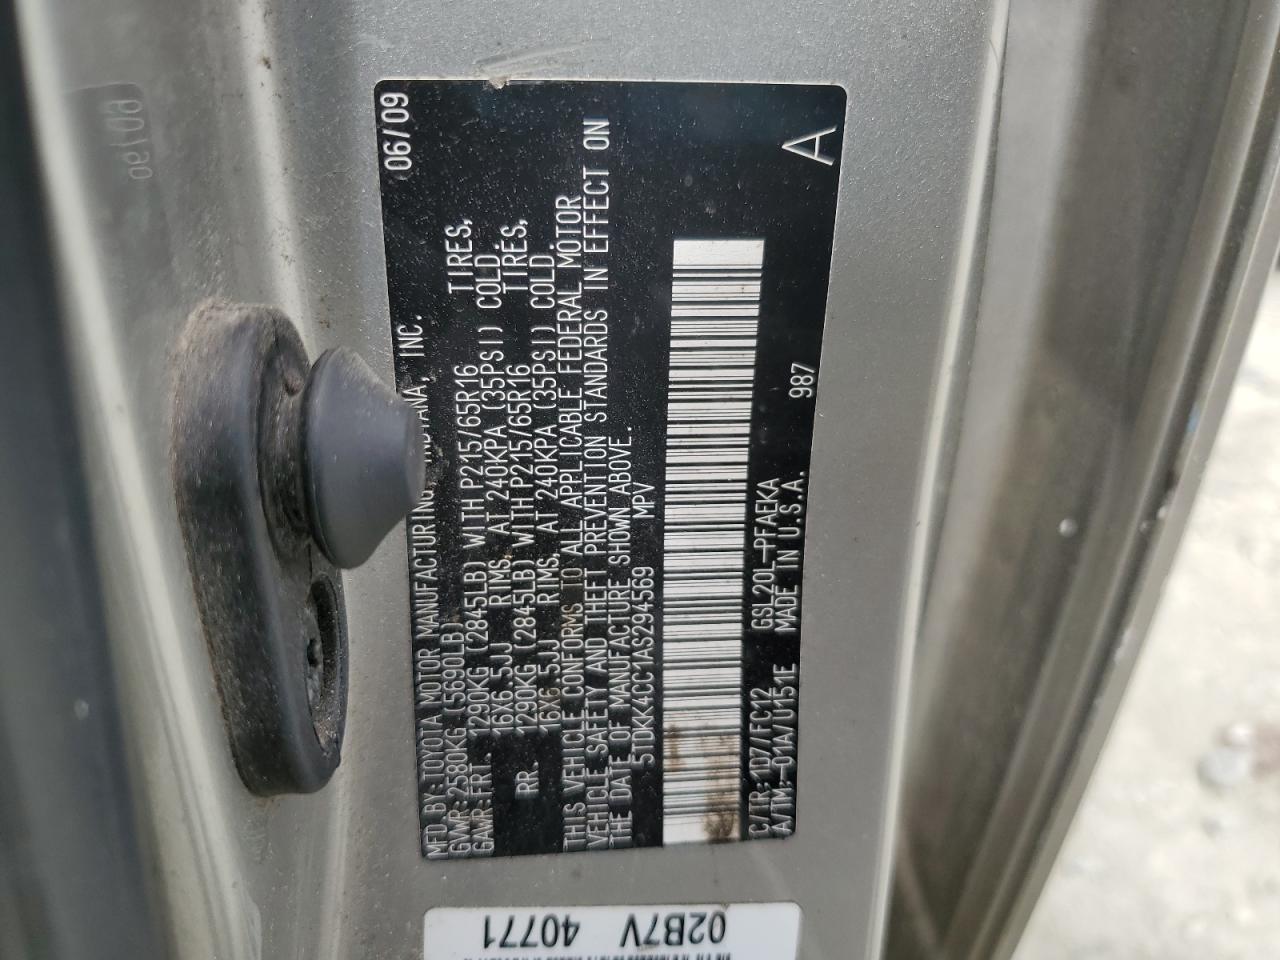 MFD. BY: TOYOTA MOTOR MANUFACTURING, INDIANA, INC. 06/09
GVWR: 2580KG (5690LB)
GAWR: FRT. 1290KG (2845LB) WITH P215/65R16 TIRES,
16X6.5JJ RIMS, AT 240KPA (35PSI) COLD.
RR. 1290KG (2845LB) WITH P215/65R16 TIRES,
16X6.5JJ RIMS, AT 240KPA (35PSI) COLD.
THIS VEHICLE CONFORMS TO ALL APPLICABLE FEDERAL MOTOR
VEHICLE SAFETY AND THEFT PREVENTION STANDARDS IN EFFECT ON
THE DATE OF MANUFACTURE SHOWN ABOVE.
5TDKK4CC1AS294569 MPV
C/TR: 1D7//FC12 GSL20L-PFAEKA
A/TM: -01A/U151E MADE IN U.S.A. 987
A
02B7V 40771